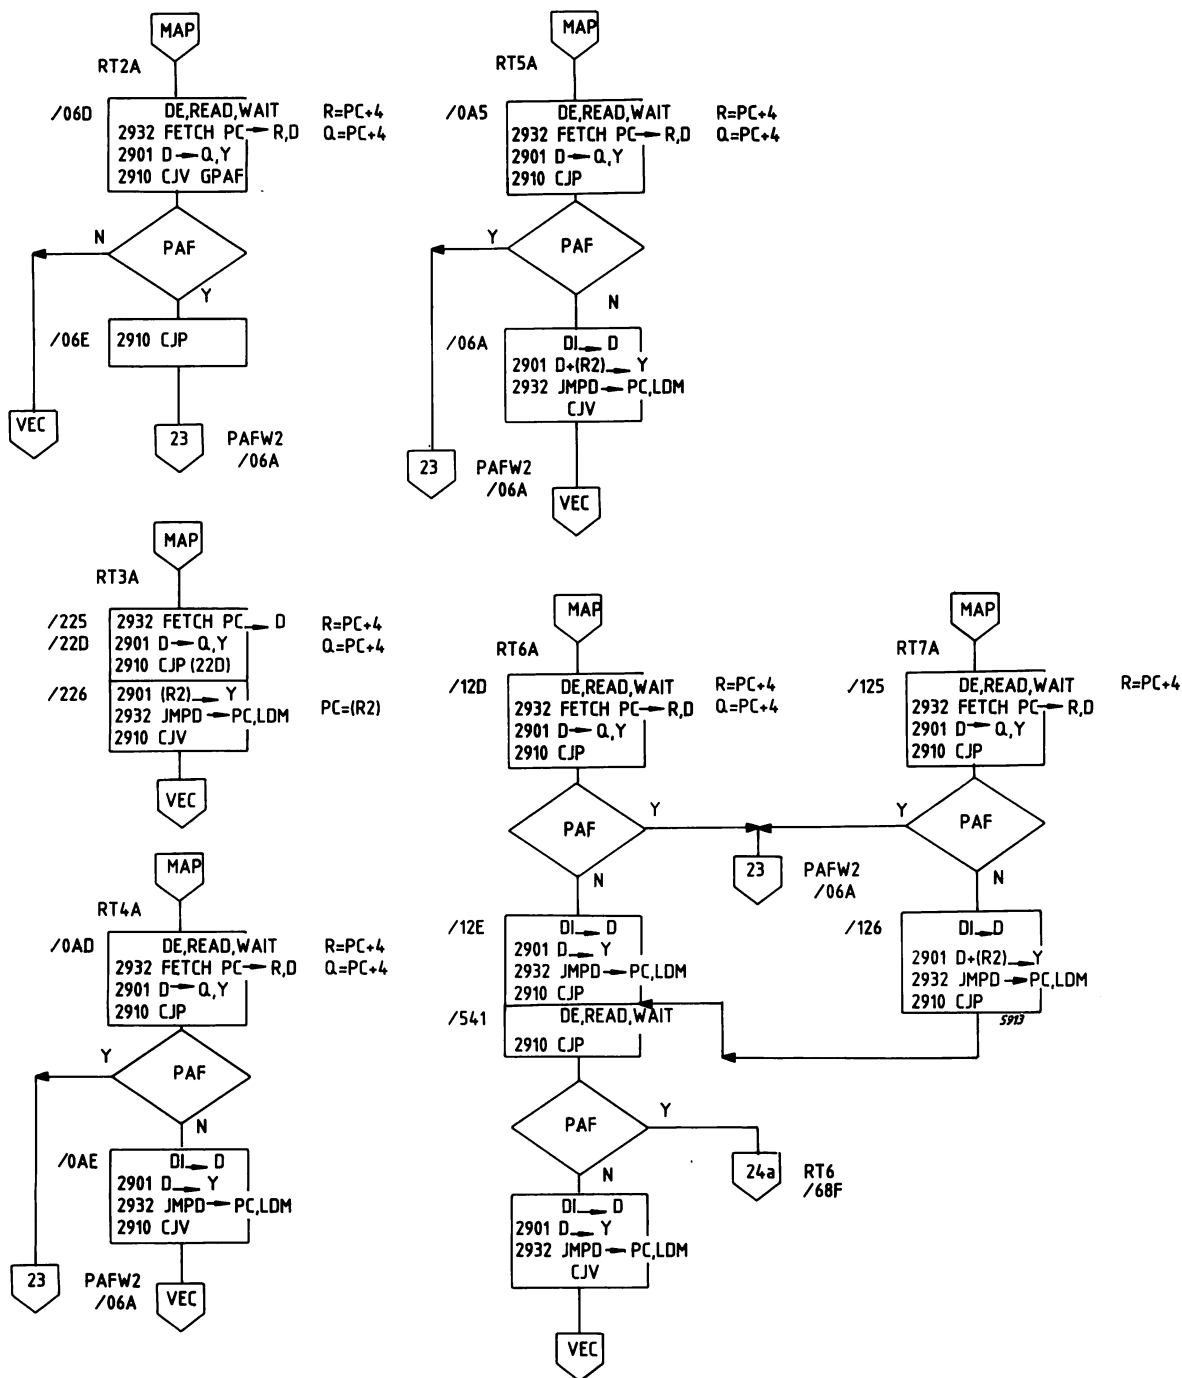 MAP
RT2A
/06D
DE,READ,WAIT
2932 FETCH PC → R,D
2901 D → Q,Y
2910 CJV GPAF
R=PC+4
Q=PC+4
PAF
N
Y
/06E
2910 CJP
VEC
23
PAFW2
/06A
MAP
RT5A
/0A5
DE,READ,WAIT
2932 FETCH PC → R,D
2901 D → Q,Y
2910 CJP
R=PC+4
Q=PC+4
PAF
Y
N
/06A
DI → D
2901 D+(R2) → Y
2932 JMPD → PC,LDM
CJV
23
PAFW2
/06A
VEC
MAP
RT3A
/225
/22D
2932 FETCH PC → D
2901 D → Q,Y
2910 CJP (22D)
R=PC+4
Q=PC+4
/226
2901 (R2) → Y
2932 JMPD → PC,LDM
2910 CJV
PC=(R2)
VEC
MAP
RT4A
/0AD
DE,READ,WAIT
2932 FETCH PC → R,D
2901 D → Q,Y
2910 CJP
R=PC+4
Q=PC+4
PAF
Y
N
/0AE
DI → D
2901 D → Y
2932 JMPD → PC,LDM
2910 CJV
23
PAFW2
/06A
VEC
MAP
RT6A
/12D
DE,READ,WAIT
2932 FETCH PC → R,D
2901 D → Q,Y
2910 CJP
R=PC+4
Q=PC+4
PAF
Y
N
23
PAFW2
/06A
/12E
DI → D
2901 D → Y
2932 JMPD → PC,LDM
2910 CJP
/541
DE,READ,WAIT
2910 CJP
PAF
Y
N
24a
RT6
/68F
DI → D
2901 D → Y
2932 JMPD → PC,LDM
CJV
VEC
MAP
RT7A
/125
DE,READ,WAIT
2932 FETCH PC → R,D
2901 D → Q,Y
2910 CJP
R=PC+4
PAF
Y
N
/126
DI → D
2901 D+(R2) → Y
2932 JMPD → PC,LDM
2910 CJP
5913